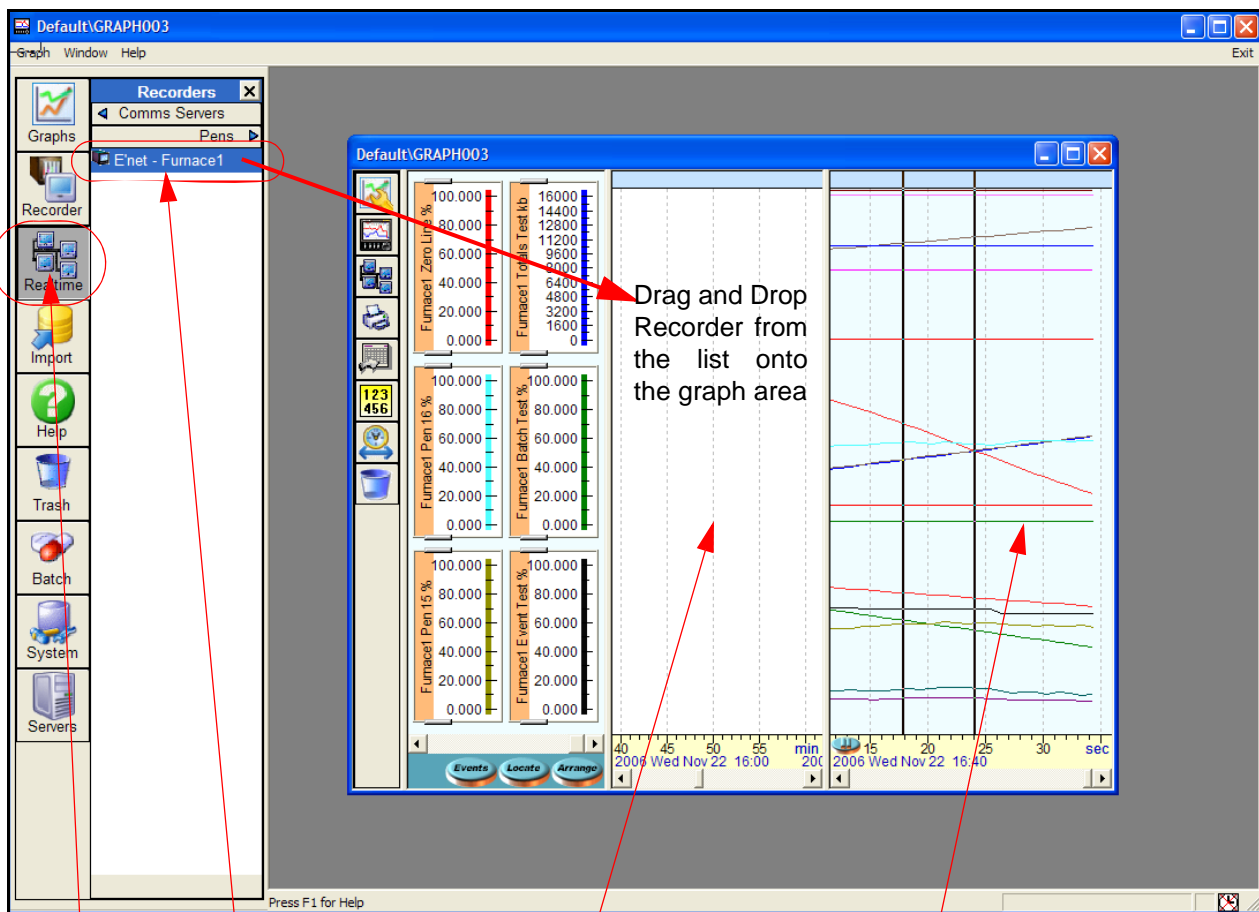 Default\GRAPH003
Graph Window Help Exit
Recorders
Comms Servers
Pens
E'net - Furnace1
Graphs
Recorder
Realtime
Import
Help
Trash
Batch
System
Servers
Default\GRAPH003
123
456
Furnace1 Zero Line %
100.000
80.000
60.000
40.000
20.000
0.000
Furnace1 Totals Test kb
16000
14400
12800
11200
9600
8000
6400
4800
3200
1600
0
Furnace1 Pen 16 %
100.000
80.000
60.000
40.000
20.000
0.000
Furnace1 Batch Test %
100.000
80.000
60.000
40.000
20.000
0.000
Furnace1 Pen 15 %
100.000
80.000
60.000
40.000
20.000
0.000
Furnace1 Event Test %
100.000
80.000
60.000
40.000
20.000
0.000
Events Locate Arrange
Drag and Drop
Recorder from
the list onto
the graph area
40 45 50 55 min
2006 Wed Nov 22 16:00 200
15 20 25 30 sec
2006 Wed Nov 22 16:40
Press F1 for Help